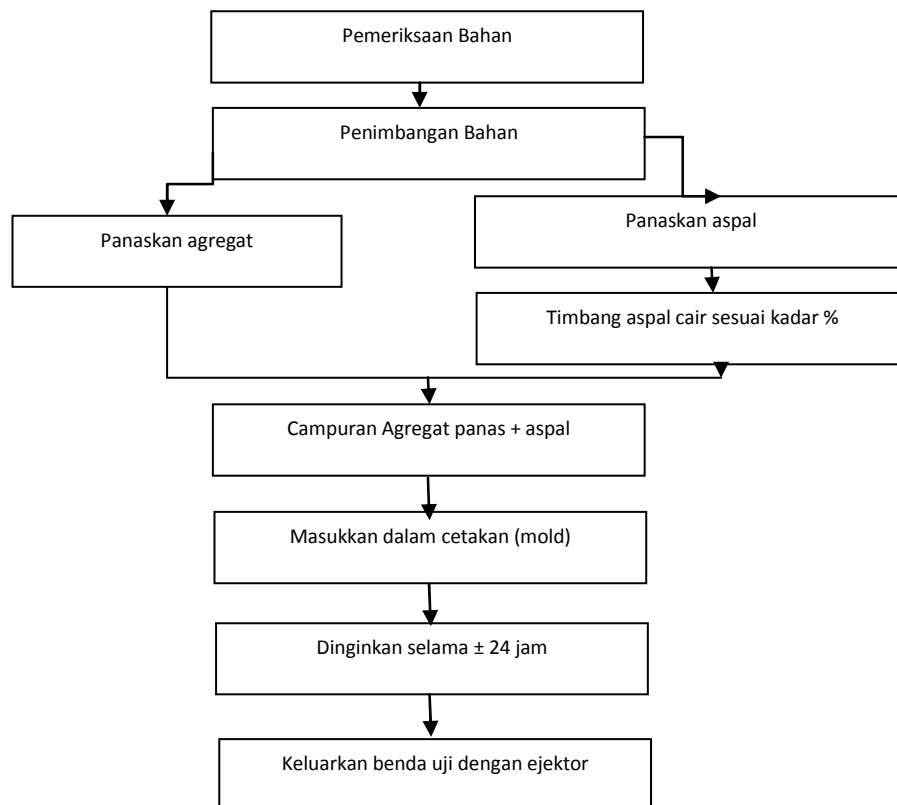 Pemeriksaan Bahan
Penimbangan Bahan
Panaskan agregat
Panaskan aspal
Timbang aspal cair sesuai kadar %
Campuran Agregat panas + aspal
Masukkan dalam cetakan (mold)
Dinginkan selama ± 24 jam
Keluarkan benda uji dengan ejektor